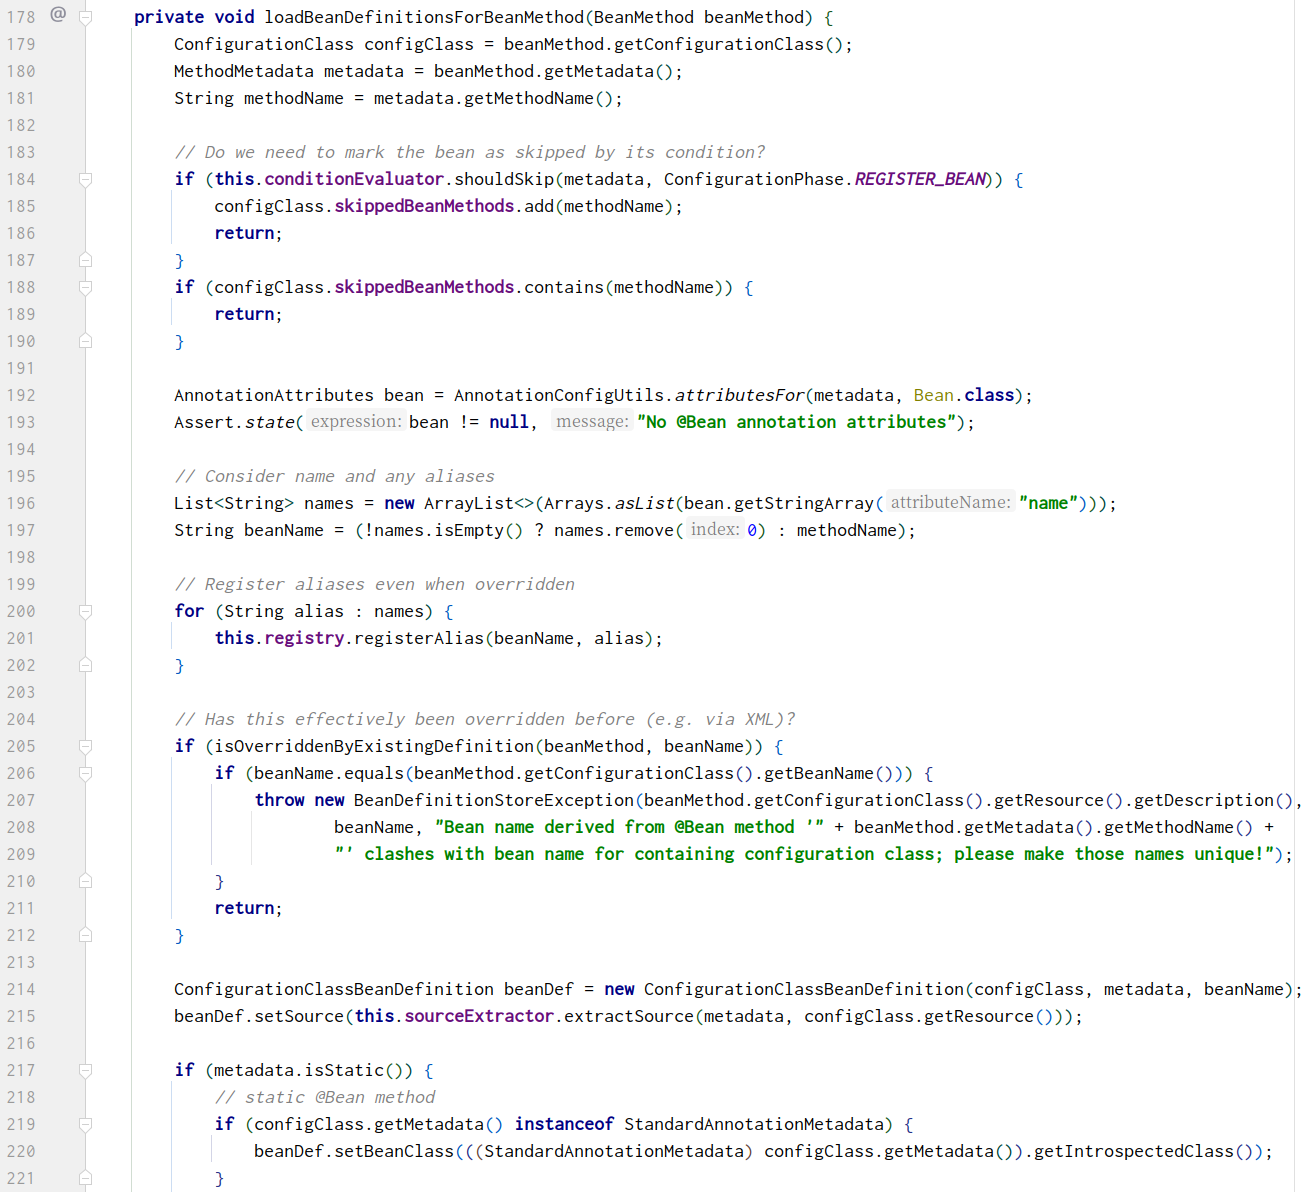 178 @ private void loadBeanDefinitionsForBeanMethod(BeanMethod beanMethod) {
179 ConfigurationClass configClass = beanMethod.getConfigurationClass();
180 MethodMetadata metadata = beanMethod.getMetadata();
181 String methodName = metadata.getMethodName();
182
183 // Do we need to mark the bean as skipped by its condition?
184 if (this.conditionEvaluator.shouldSkip(metadata, ConfigurationPhase.REGISTER_BEAN)) {
185 configClass.skippedBeanMethods.add(methodName);
186 return;
187 }
188 if (configClass.skippedBeanMethods.contains(methodName)) {
189 return;
190 }
191
192 AnnotationAttributes bean = AnnotationConfigUtils.attributesFor(metadata, Bean.class);
193 Assert.state( expression: bean != null, message: "No @Bean annotation attributes");
194
195 // Consider name and any aliases
196 List<String> names = new ArrayList<>(Arrays.asList(bean.getStringArray( attributeName: "name")));
197 String beanName = (!names.isEmpty() ? names.remove( index: 0) : methodName);
198
199 // Register aliases even when overridden
200 for (String alias : names) {
201 this.registry.registerAlias(beanName, alias);
202 }
203
204 // Has this effectively been overridden before (e.g. via XML)?
205 if (isOverriddenByExistingDefinition(beanMethod, beanName)) {
206 if (beanName.equals(beanMethod.getConfigurationClass().getBeanName())) {
207 throw new BeanDefinitionStoreException(beanMethod.getConfigurationClass().getResource().getDescription(),
208 beanName, "Bean name derived from @Bean method '" + beanMethod.getMetadata().getMethodName() +
209 "' clashes with bean name for containing configuration class; please make those names unique!");
210 }
211 return;
212 }
213
214 ConfigurationClassBeanDefinition beanDef = new ConfigurationClassBeanDefinition(configClass, metadata, beanName);
215 beanDef.setSource(this.sourceExtractor.extractSource(metadata, configClass.getResource()));
216
217 if (metadata.isStatic()) {
218 // static @Bean method
219 if (configClass.getMetadata() instanceof StandardAnnotationMetadata) {
220 beanDef.setBeanClass(((StandardAnnotationMetadata) configClass.getMetadata()).getIntrospectedClass());
221 }